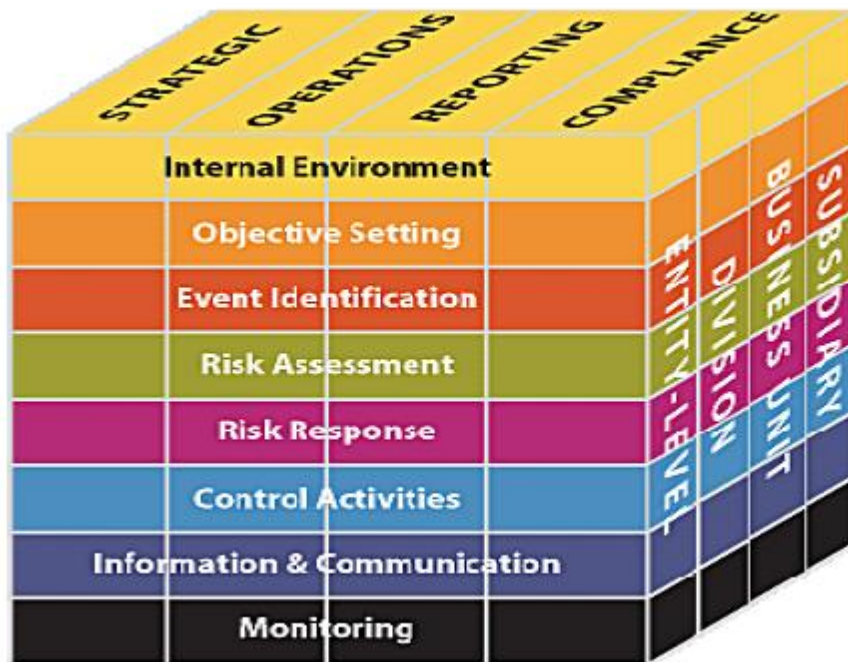 STRATEGIC
OPERATIONS
REPORTING
COMPLIANCE
Internal Environment
Objective Setting
Event Identification
Risk Assessment
Risk Response
Control Activities
Information & Communication
Monitoring
ENTITY-LEVEL
DIVISION
BUSINESS UNIT
SUBSIDIARY